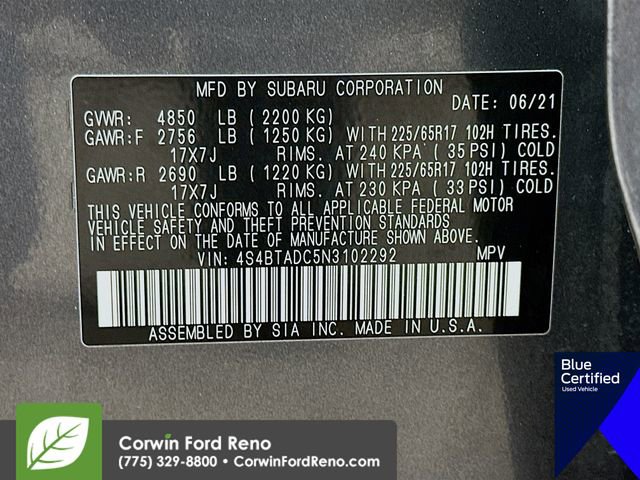 MFD BY SUBARU CORPORATION
DATE: 06/21
GVWR: 4850 LB (2200 KG)
GAWR:F 2756 LB (1250 KG) WITH 225/65R17 102H TIRES.
17X7J RIMS. AT 240 KPA (35 PSI) COLD
GAWR:R 2690 LB (1220 KG) WITH 225/65R17 102H TIRES.
17X7J RIMS. AT 230 KPA (33 PSI) COLD
THIS VEHICLE CONFORMS TO ALL APPLICABLE FEDERAL MOTOR
VEHICLE SAFETY AND THEFT PREVENTION STANDARDS
IN EFFECT ON THE DATE OF MANUFACTURE SHOWN ABOVE.
VIN: 4S4BTADC5N3102292 MPV
ASSEMBLED BY SIA INC. MADE IN U.S.A.
Blue
Certified
Corwin Ford Reno
(775) 329-8800 • CorwinFordReno.com